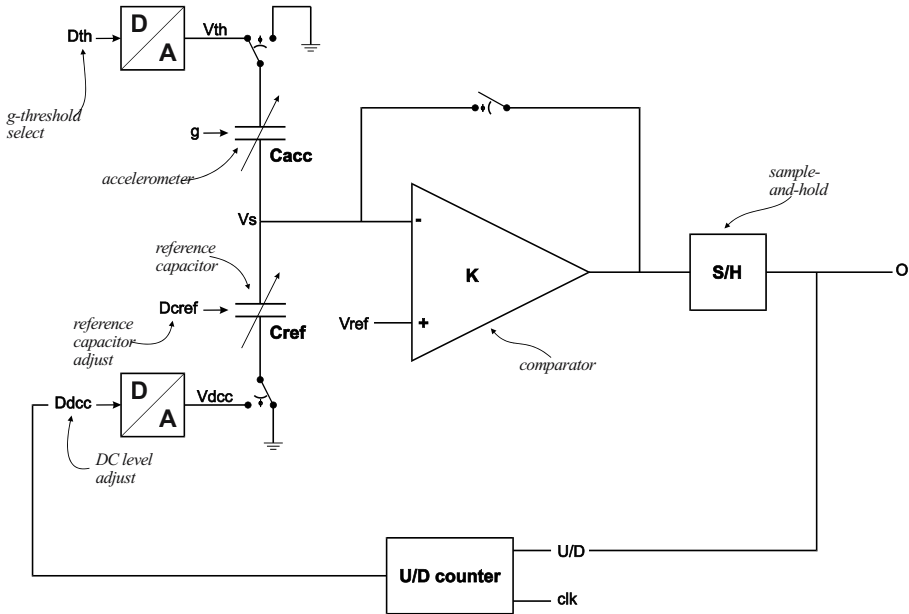 D
A
Dth
Vth
ϕ
g-threshold
select
g
Cacc
accelerometer
ϕ
sample-
and-hold
Vs
-
reference
capacitor
K
S/H
O
Dcref
Cref
Vref
+
reference
capacitor
adjust
comparator
D
A
Ddcc
Vdcc
ϕ
DC level
adjust
U/D counter
U/D
clk